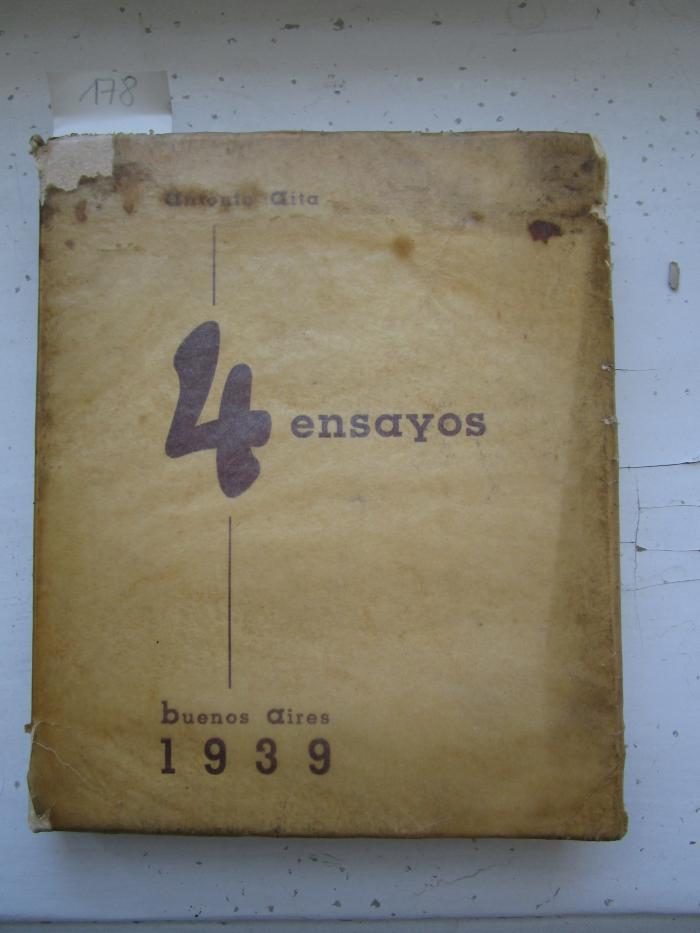 178
antonio aita
4 ensayos
buenos aires
1939